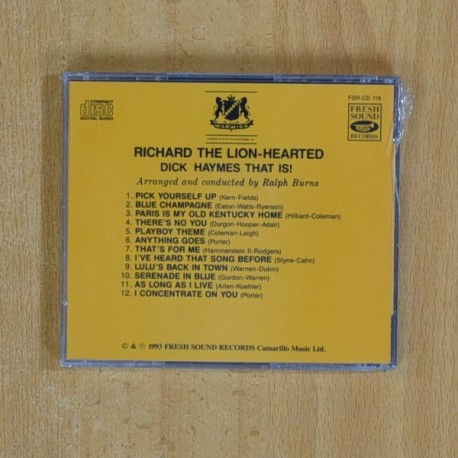 COMPACT
disc
DIGITAL AUDIO
WARWICK
FSR-CD 119
FRESH
SOUND
RECORDS
RICHARD THE LION-HEARTED
DICK HAYMES THAT IS!
Arranged and conducted by Ralph Burns
1. PICK YOURSELF UP (Kern-Fields)
2. BLUE CHAMPAGNE (Eaton-Watts-Ryerson)
3. PARIS IS MY OLD KENTUCKY HOME (Hilliard-Coleman)
4. THERE'S NO YOU (Durgon-Hooper-Adair)
5. PLAYBOY THEME (Coleman-Leigh)
6. ANYTHING GOES (Porter)
7. THAT'S FOR ME (Hammerstein II-Rodgers)
8. I'VE HEARD THAT SONG BEFORE (Styne-Cahn)
9. LULU'S BACK IN TOWN (Warren-Dubin)
10. SERENADE IN BLUE (Gordon-Warren)
11. AS LONG AS I LIVE (Arlen-Koehler)
12. I CONCENTRATE ON YOU (Porter)
© & ℗ 1993 FRESH SOUND RECORDS Camarillo Music Ltd.